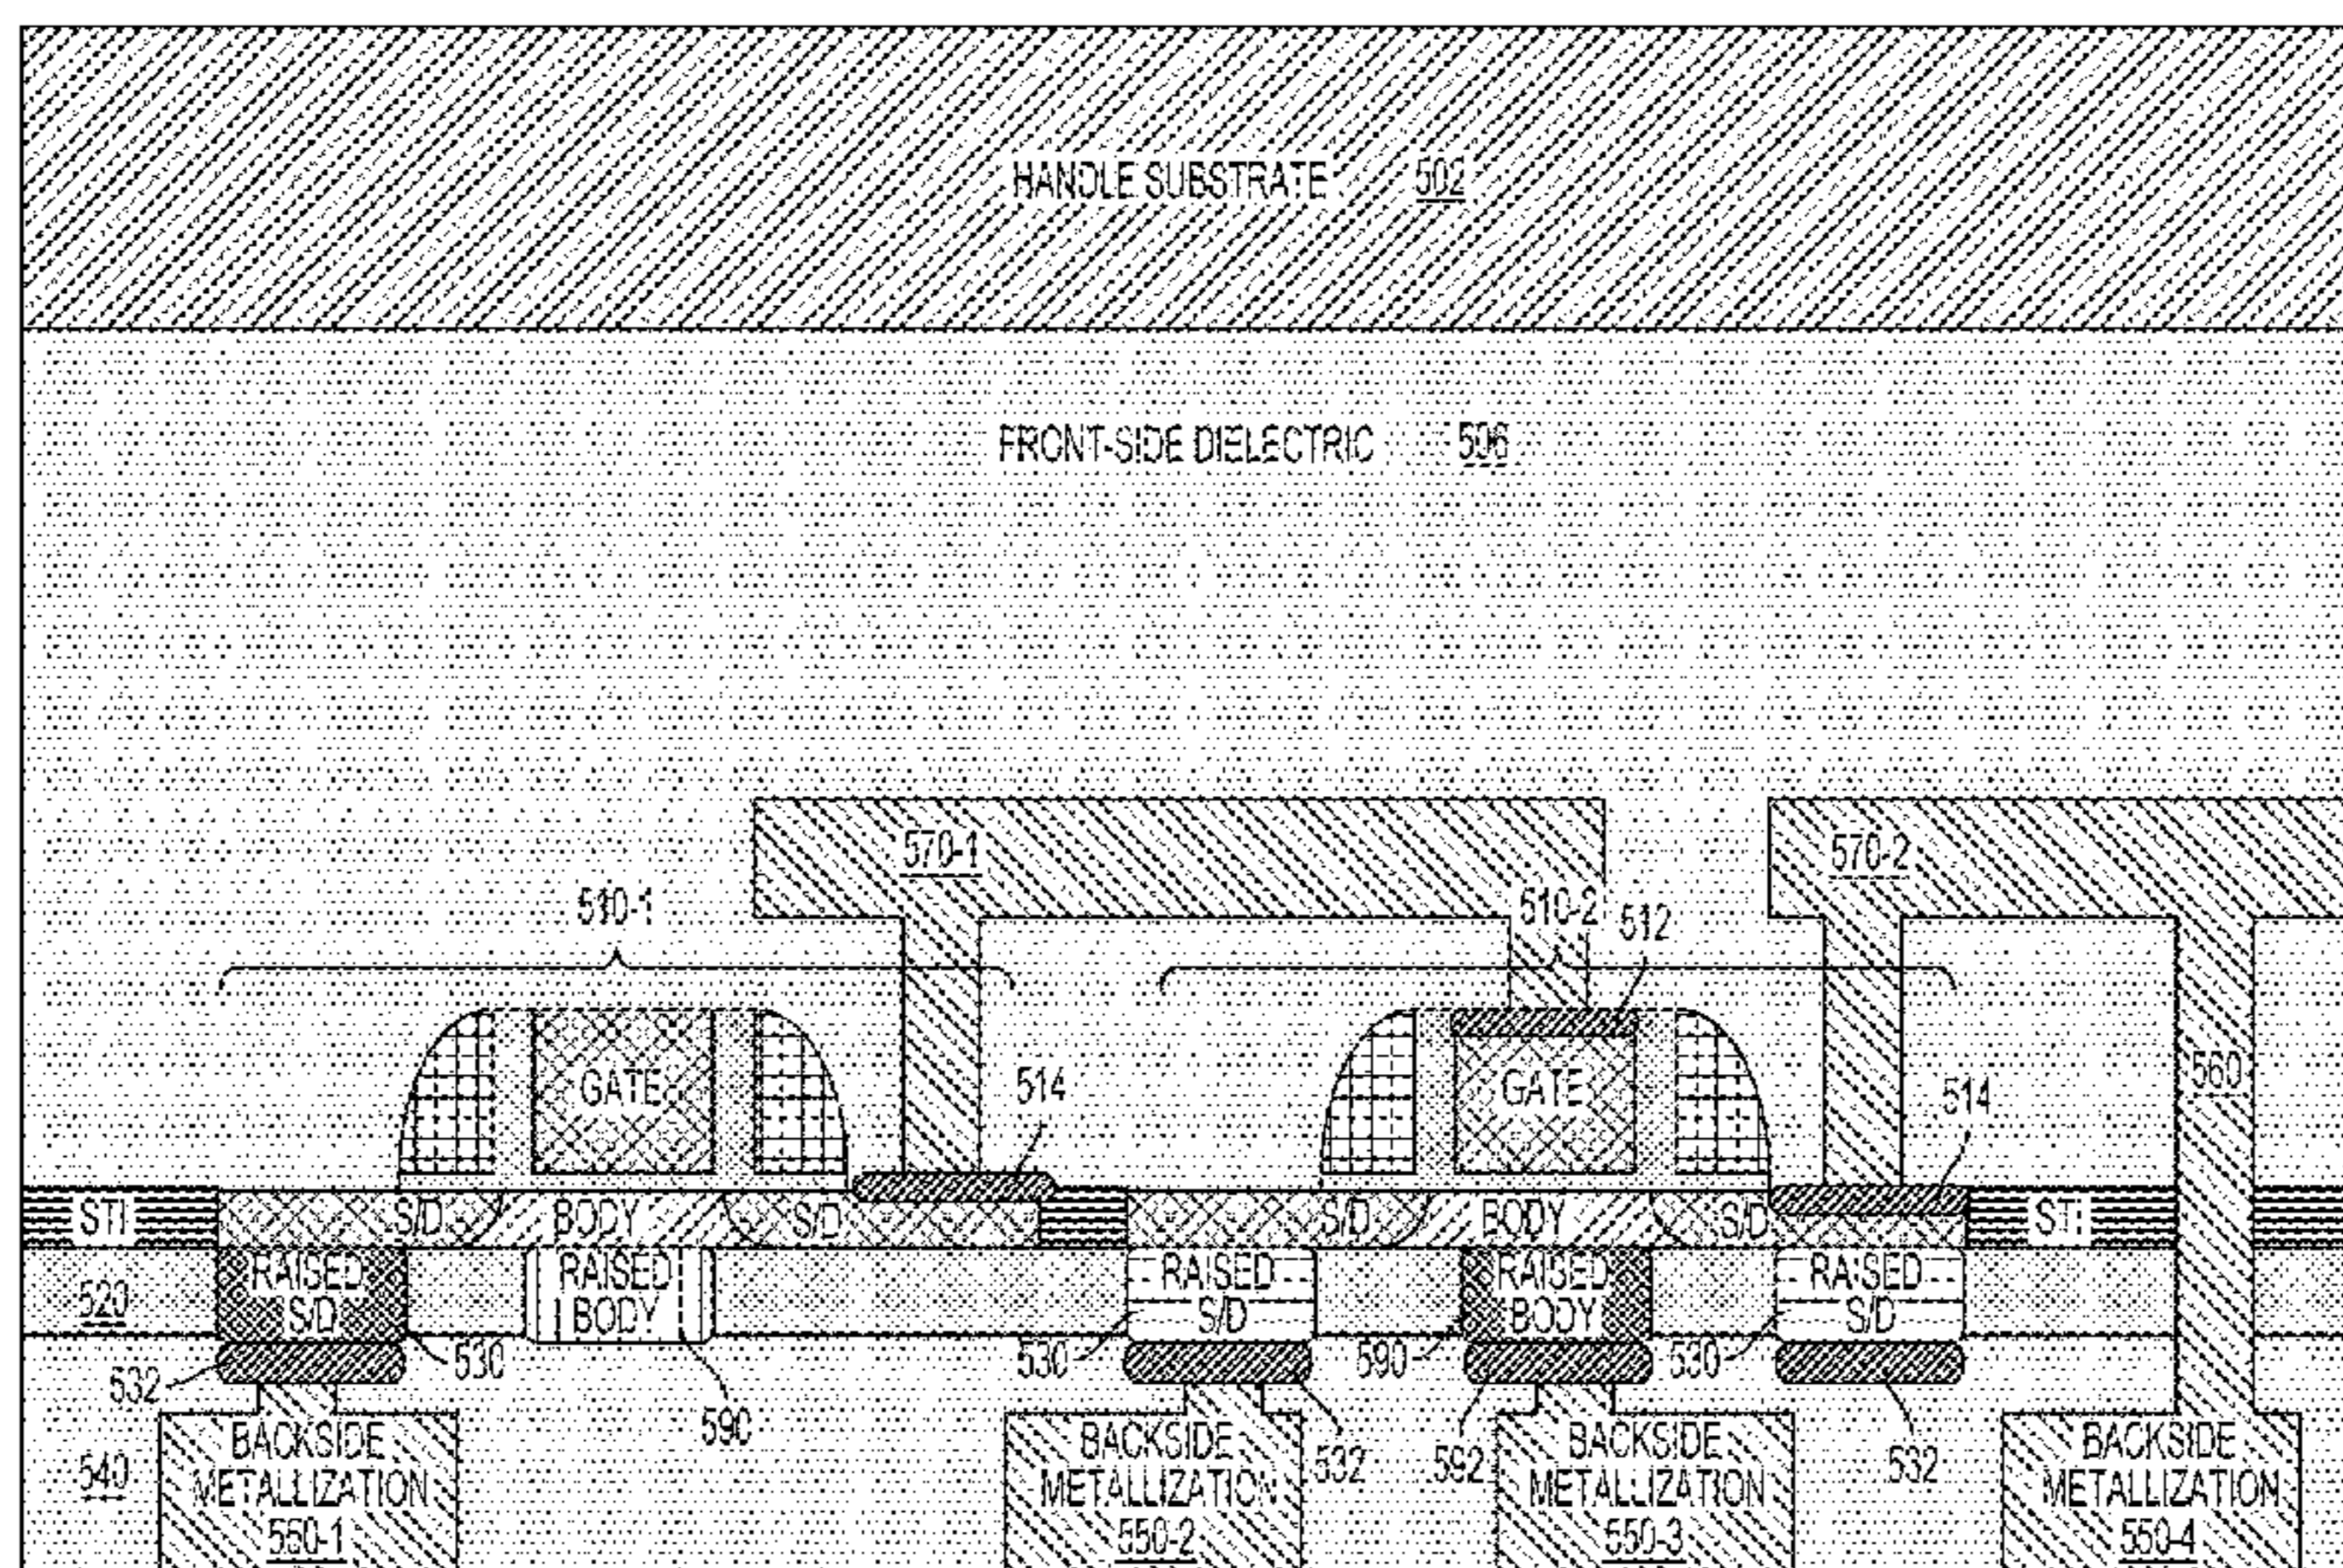 HANDLE SUBSTRATE 502
FRONT-SIDE DIELECTRIC 506
570-1
570-2
510-1
510-2
512
GATE
514
GATE
560
514
STI
S/D
BODY
S/D
S/D
BODY
S/D
STI
520
RAISED
S/D
RAISED
BODY
RAISED
S/D
RAISED
BODY
RAISED
S/D
532
530
590
530
590
530
540
BACKSIDE
METALLIZATION
550-1
BACKSIDE
METALLIZATION
550-2
532
592
BACKSIDE
METALLIZATION
550-3
532
BACKSIDE
METALLIZATION
550-4